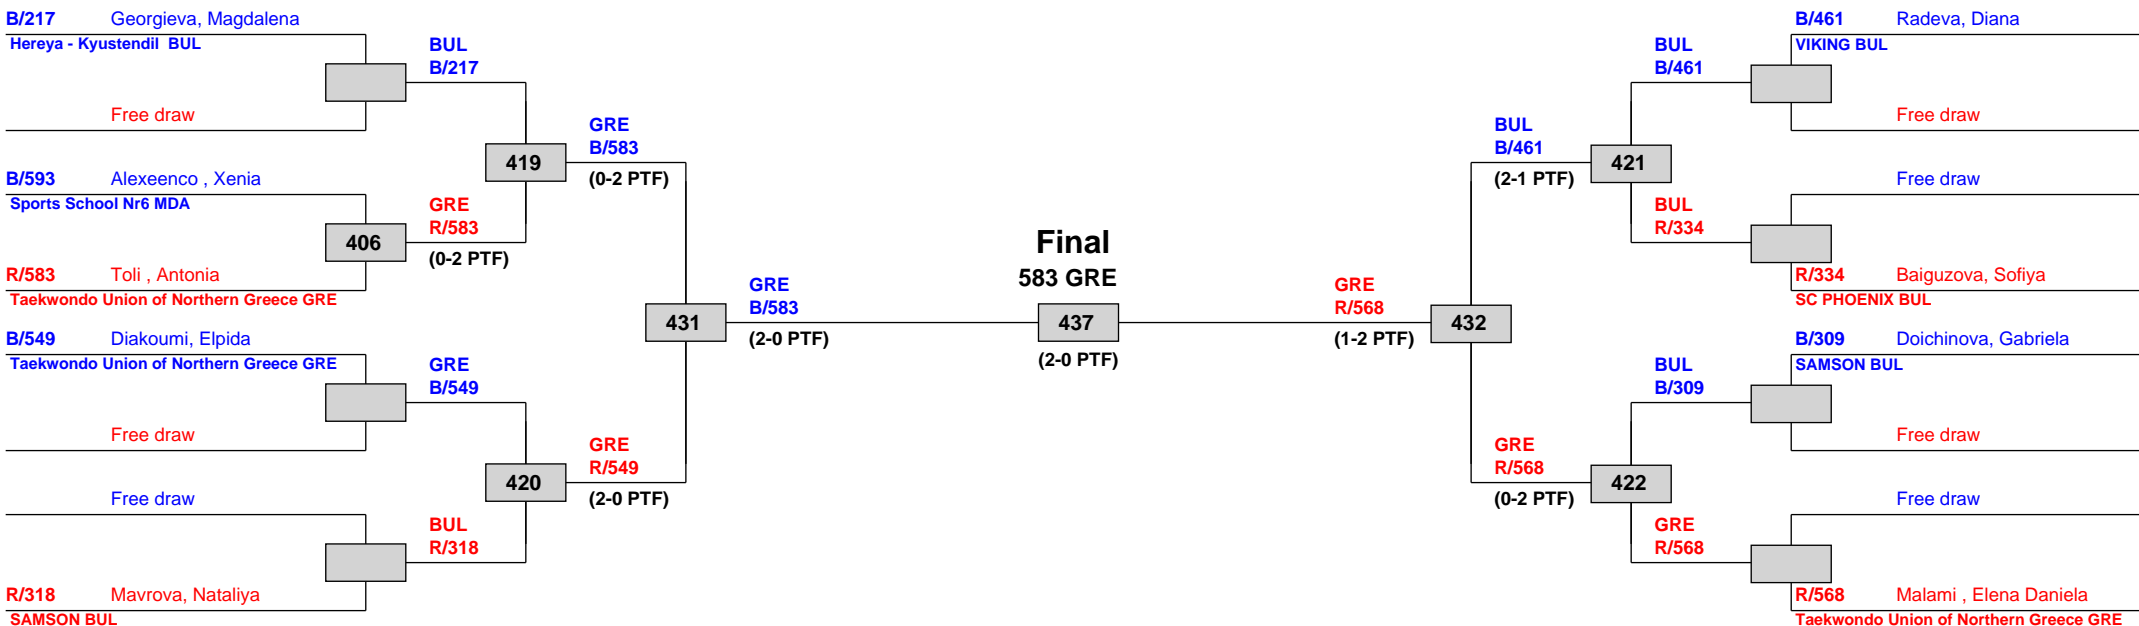 B/217 Georgieva, Magdalena
Hereya - Kyustendil BUL
Free draw
B/593 Alexeenco , Xenia
Sports School Nr6 MDA
R/583 Toli , Antonia
Taekwondo Union of Northern Greece GRE
B/549 Diakoumi, Elpida
Taekwondo Union of Northern Greece GRE
Free draw
Free draw
R/318 Mavrova, Nataliya
SAMSON BUL
406
BUL
B/217
GRE
R/583
(0-2 PTF)
GRE
B/549
BUL
R/318
419
420
GRE
B/583
(0-2 PTF)
GRE
R/549
(2-0 PTF)
431
GRE
B/583
(2-0 PTF)
Final
583 GRE
437
(2-0 PTF)
GRE
R/568
(1-2 PTF)
432
BUL
B/461
(2-1 PTF)
GRE
R/568
(0-2 PTF)
421
422
BUL
B/461
BUL
R/334
BUL
B/309
GRE
R/568
B/461 Radeva, Diana
VIKING BUL
Free draw
Free draw
R/334 Baiguzova, Sofiya
SC PHOENIX BUL
B/309 Doichinova, Gabriela
SAMSON BUL
Free draw
Free draw
R/568 Malami , Elena Daniela
Taekwondo Union of Northern Greece GRE